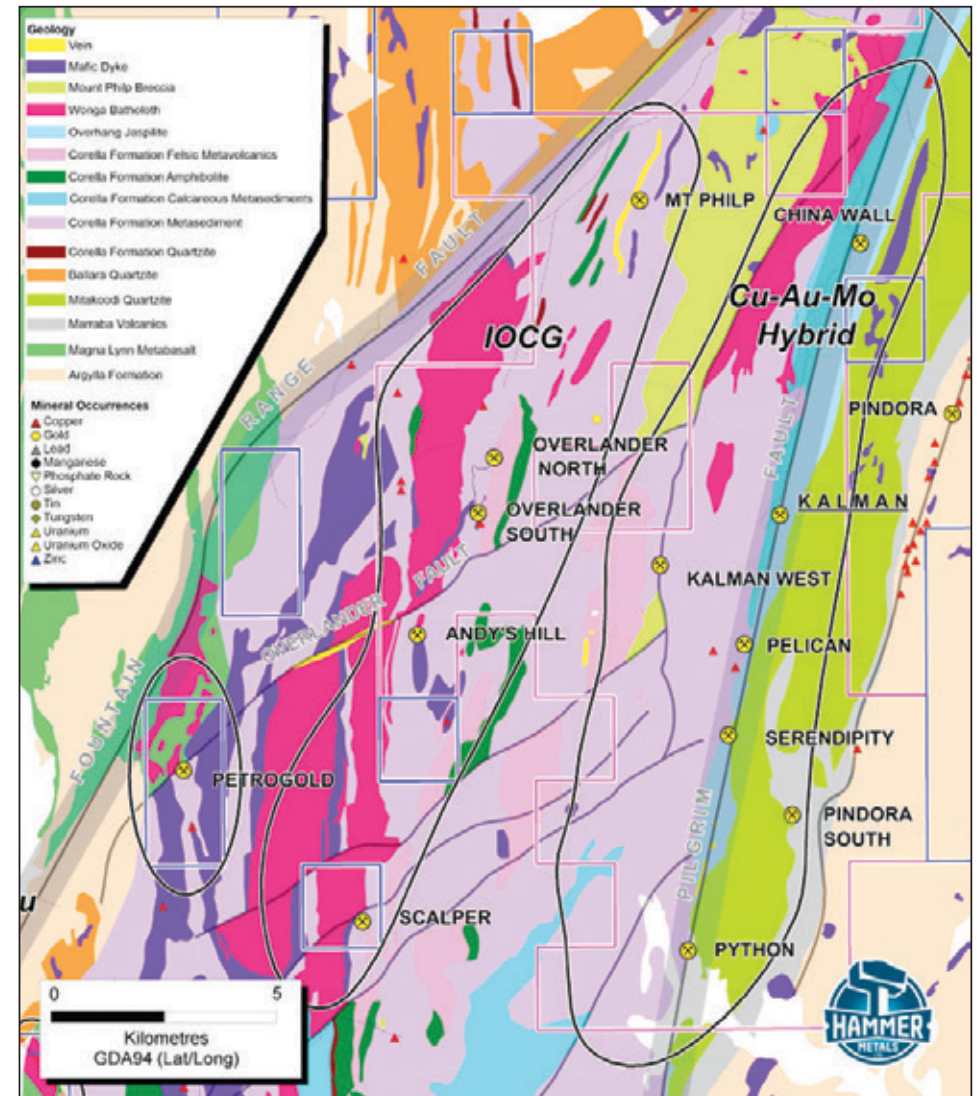 Geology
Vein
Mafic Dyke
Mount Philp Breccia
Wonga Batholoth
Overhang Jaspilite
Corella Formation Felsic Metavolcanics
Corella Formation Amphibolite
Corella Formation Calcareous Metasediments
Corella Formation Metasediment
Corella Formation Quartzite
Ballara Quartzite
Mitakoodi Quartzite
Marraba Volcanics
Magna Lynn Metabasalt
Argylla Formation
Mineral Occurrences
Copper
Gold
Lead
Manganese
Phosphate Rock
Silver
Tin
Tungsten
Uranium
Uranium Oxide
Zinc
MT PHILP
CHINA WALL
FAULT
RANGE
FOUNTAIN
IOCG
Cu-Au-Mo
Hybrid
PINDORA
OVERLANDER
NORTH
OVERLANDER
SOUTH
FAULT
KALMAN
OVERLANDER FAULT
KALMAN WEST
ANDY'S HILL
PELICAN
SERENDIPITY
PETROGOLD
PINDORA
SOUTH
PILGRIM
u
SCALPER
PYTHON
0 5
Kilometres
GDA94 (Lat/Long)
HAMMER
METALS